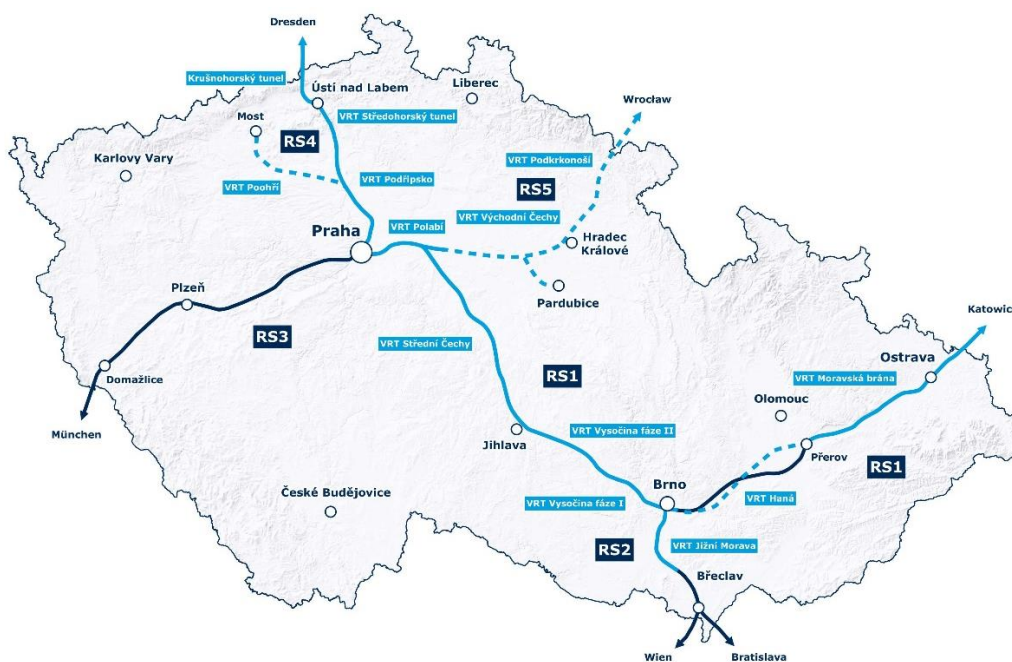 Dresden
Krušnohorský tunel
Ústí nad Labem
Liberec
Wrocław
VRT Středohorský tunel
Most
RS4
Karlovy Vary
VRT Poohří
VRT Podřipsko
VRT Podkrkonoší
RS5
VRT Východní Čechy
VRT Polabí
Praha
Hradec
Králové
Pardubice
Plzeň
RS3
VRT Střední Čechy
RS1
Domažlice
München
Katowic
Ostrava
VRT Moravská brána
Olomouc
Jihlava
VRT Vysočina fáze II
Přerov
RS1
Brno
České Budějovice
VRT Vysočina fáze I
VRT Haná
RS2
VRT Jižní Morava
Břeclav
Wien
Bratislava